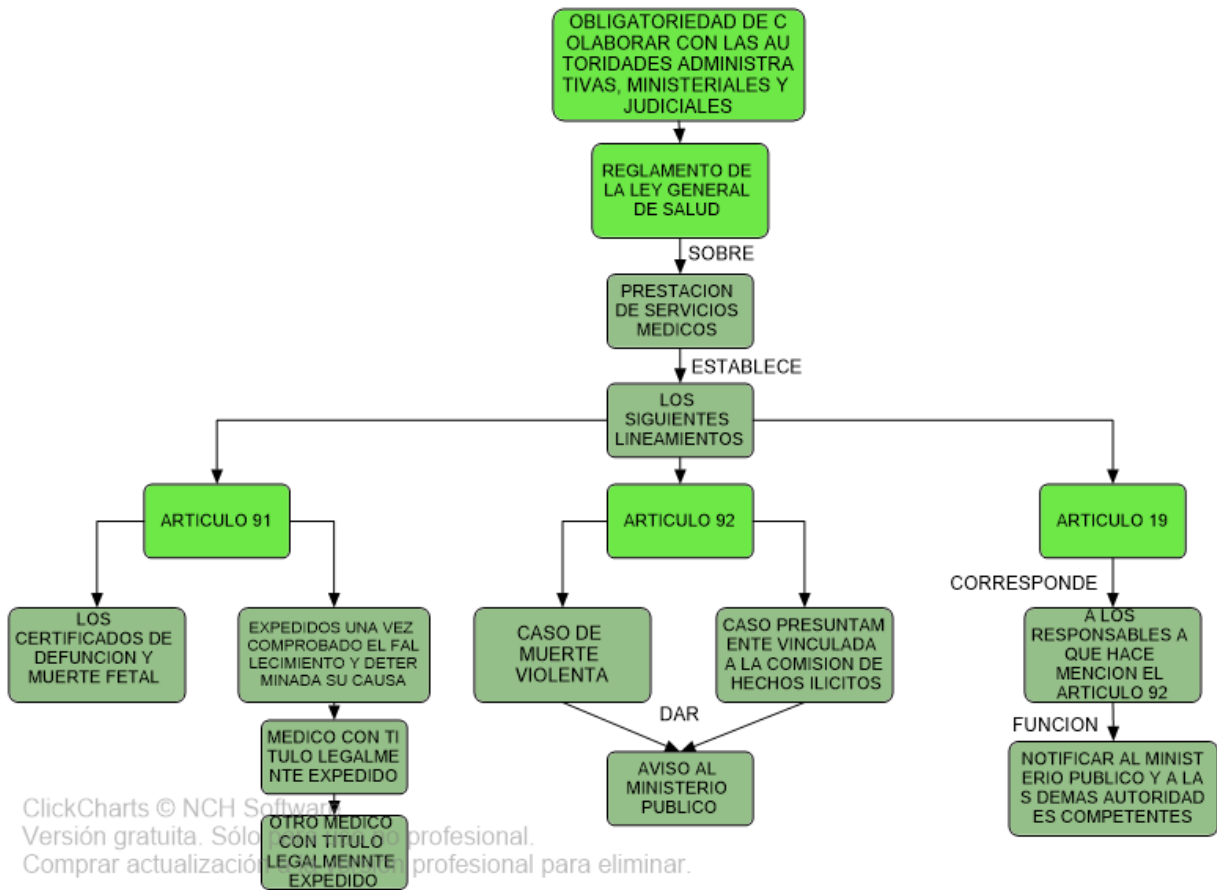 OBLIGATORIEDAD DE C
OLABORAR CON LAS AU
TORIDADES ADMINISTRA
TIVAS, MINISTERIALES Y
JUDICIALES
REGLAMENTO DE
LA LEY GENERAL
DE SALUD
SOBRE
PRESTACION
DE SERVICIOS
MEDICOS
ESTABLECE
LOS
SIGUIENTES
LINEAMIENTOS
ARTICULO 91
ARTICULO 92
ARTICULO 19
LOS
CERTIFICADOS DE
DEFUNCION Y
MUERTE FETAL
EXPEDIDOS UNA VEZ
COMPROBADO EL FAL
LECIMIENTO Y DETER
MINADA SU CAUSA
MEDICO CON TI
TULO LEGALME
NTE EXPEDIDO
OTRO MEDICO
CON TITULO
LEGALMENNTE
EXPEDIDO
CASO DE
MUERTE
VIOLENTA
CASO PRESUNTAM
ENTE VINCULADA
A LA COMISION DE
HECHOS ILICITOS
DAR
AVISO AL
MINISTERIO
PUBLICO
CORRESPONDE
A LOS
RESPONSABLES A
QUE HACE
MENCION EL
ARTICULO 92
FUNCION
NOTIFICAR AL MINIST
ERIO PUBLICO Y A LA
S DEMAS AUTORIDAD
ES COMPETENTES
ClickCharts © NCH Software
Versión gratuita. Sólo profesional.
Comprar actualización profesional para eliminar.